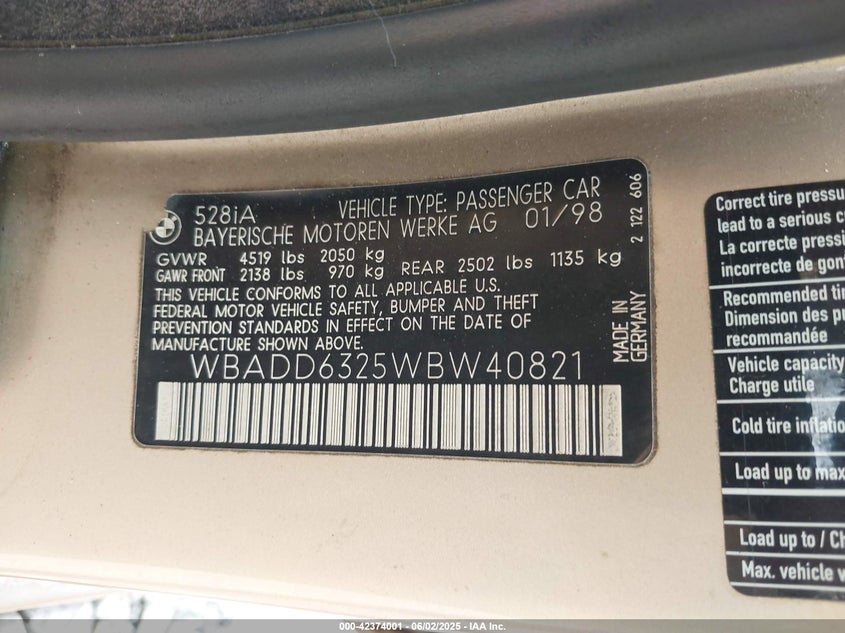 528iA VEHICLE TYPE: PASSENGER CAR
BAYERISCHE MOTOREN WERKE AG 01/98
GVWR 4519 lbs 2050 kg
GAWR FRONT 2138 lbs 970 kg REAR 2502 lbs 1135 kg
THIS VEHICLE CONFORMS TO ALL APPLICABLE U.S.
FEDERAL MOTOR VEHICLE SAFETY, BUMPER AND THEFT
PREVENTION STANDARDS IN EFFECT ON THE DATE OF
MANUFACTURE SHOWN ABOVE.
WBADD6325WBW40821
MADE IN
GERMANY
2 122 606
Correct tire pressu
lead to a serious c
La correcte pressi
incorrecte de gon
Recommended tir
Dimension des p
recommandée
Vehicle capacity
Charge utile
Cold tire inflatio
Load up to max
Load up to / Ch
Max. vehicle w
000-42374001 - 06/02/2025 - IAA Inc.